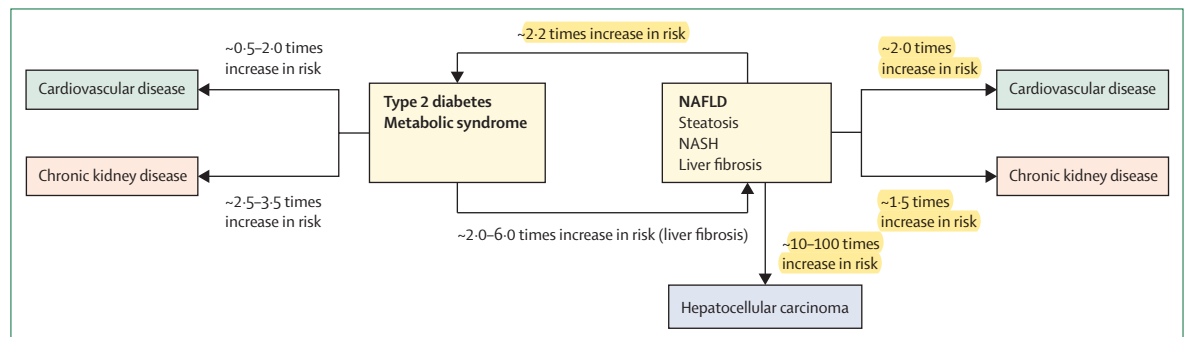 ~2·2 times increase in risk
~0·5–2·0 times
increase in risk
~2·0 times
increase in risk
Cardiovascular disease
Type 2 diabetes
Metabolic syndrome
NAFLD
Steatosis
NASH
Liver fibrosis
Cardiovascular disease
Chronic kidney disease
Chronic kidney disease
~2·5–3·5 times
increase in risk
~2·0–6·0 times increase in risk (liver fibrosis)
~1·5 times
increase in risk
~10–100 times
increase in risk
Hepatocellular carcinoma